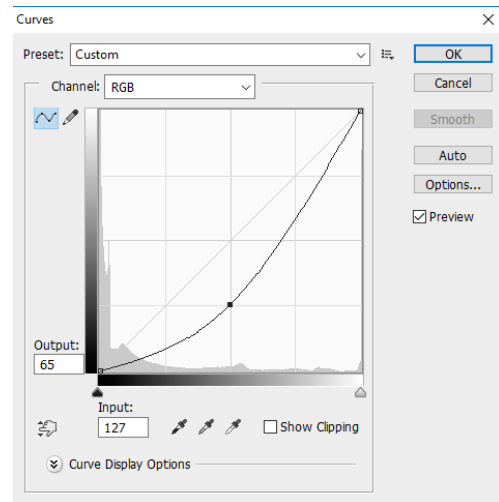 Curves
Preset: Custom
OK
Channel: RGB
Cancel
Smooth
Auto
Options...
Preview
Output:
65
Input:
127
Show Clipping
Curve Display Options